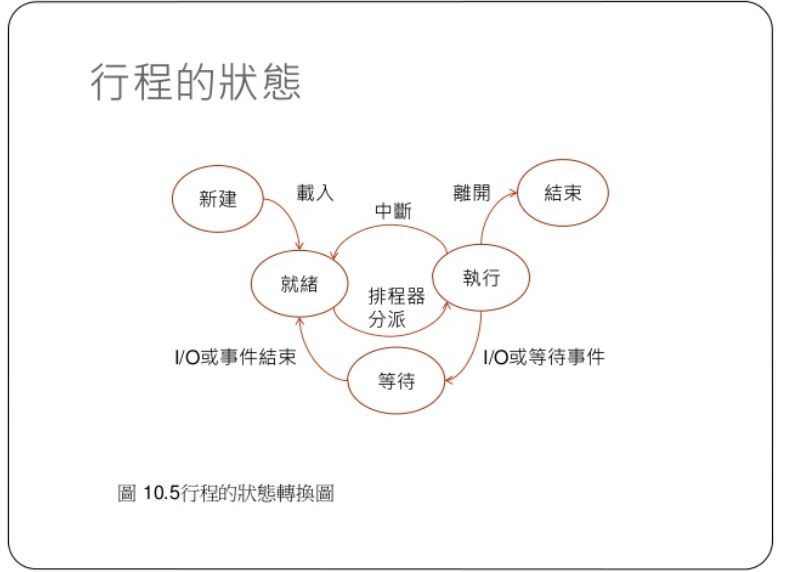 行程的狀態
新建
載入
離開
結束
中斷
就緒
執行
排程器
分派
I/O或事件結束
等待
I/O或等待事件
圖 10.5行程的狀態轉換圖